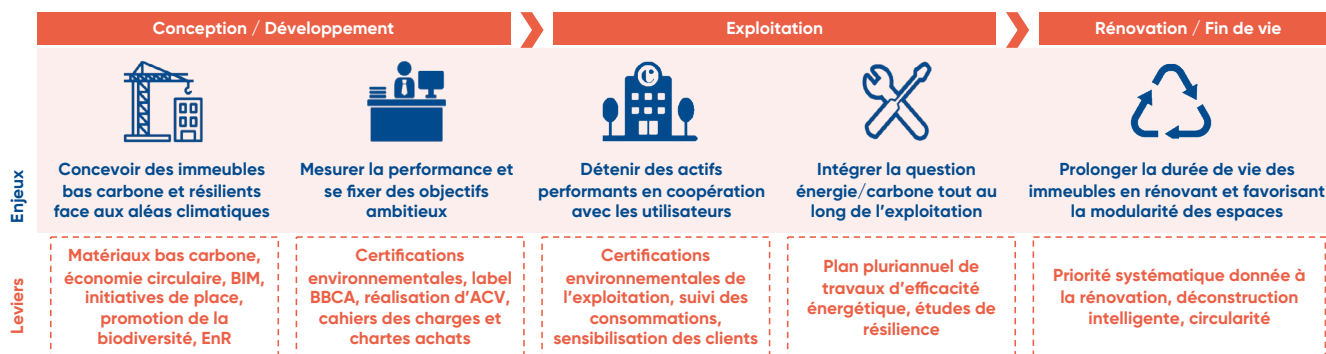 Conception / Développement
Exploitation
Rénovation / Fin de vie
Enjeux
Concevoir des immeubles
bas carbone et résilients
face aux aléas climatiques
Mesurer la performance et
se fixer des objectifs
ambitieux
C
Détenir des actifs
performants en coopération
avec les utilisateurs
Intégrer la question
énergie/carbone tout au
long de l'exploitation
Prolonger la durée de vie des
immeubles en rénovant et favorisant
la modularité des espaces
Leviers
Matériaux bas carbone,
économie circulaire, BIM,
initiatives de place,
promotion de la
biodiversité, EnR
Certifications
environnementales, label
BBCA, réalisation d'ACV,
cahiers des charges et
chartes achats
Certifications
environnementales de
l'exploitation, suivi des
consommations,
sensibilisation des clients
Plan pluriannuel de
travaux d'efficacité
énergétique, études de
résilience
Priorité systématique donnée à
la rénovation, déconstruction
intelligente, circularité